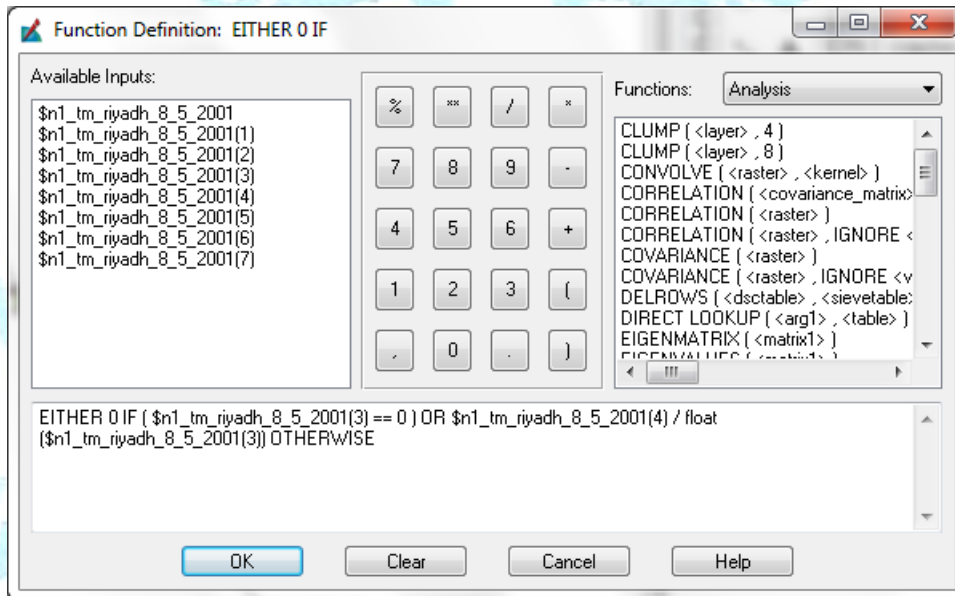 Function Definition: EITHER 0 IF
Available Inputs:
$n1_tm_riyadh_8_5_2001
$n1_tm_riyadh_8_5_2001(1)
$n1_tm_riyadh_8_5_2001(2)
$n1_tm_riyadh_8_5_2001(3)
$n1_tm_riyadh_8_5_2001(4)
$n1_tm_riyadh_8_5_2001(5)
$n1_tm_riyadh_8_5_2001(6)
$n1_tm_riyadh_8_5_2001(7)
% ** / *
7 8 9 -
4 5 6 +
1 2 3 (
, 0 . )
Functions: Analysis
CLUMP ( <layer> , 4 )
CLUMP ( <layer> , 8 )
CONVOLVE ( <raster> , <kernel> )
CORRELATION ( <covariance_matrix>
CORRELATION ( <raster> )
CORRELATION ( <raster> , IGNORE <
COVARIANCE ( <raster> )
COVARIANCE ( <raster> , IGNORE <v
DELROWS ( <dsctable> , <sievetable>
DIRECT LOOKUP ( <arg1> , <table> )
EIGENMATRIX ( <matrix1> )
EIGENVALUES ( <matrix1> )
EITHER 0 IF ( $n1_tm_riyadh_8_5_2001(3) == 0 ) OR $n1_tm_riyadh_8_5_2001(4) / float
($n1_tm_riyadh_8_5_2001(3)) OTHERWISE
OK Clear Cancel Help